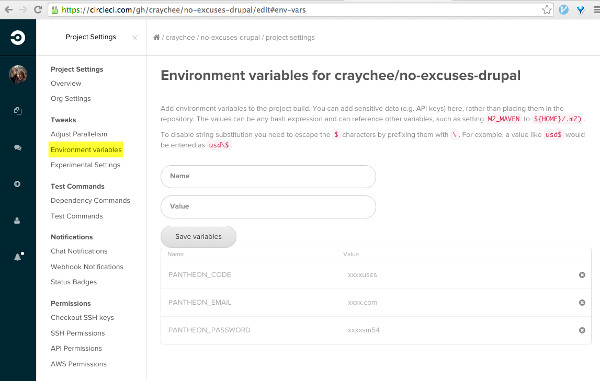 https://circleci.com/gh/craychee/no-excuses-drupal/edit#env-vars
Project Settings
/ craychee / no-excuses-drupal / project settings
Project Settings
Overview
Org Settings
Tweaks
Adjust Parallelism
Environment variables
Experimental Settings
Test Commands
Dependency Commands
Test Commands
Notifications
Chat Notifications
Webhook Notifications
Status Badges
Permissions
Checkout SSH keys
SSH Permissions
API Permissions
AWS Permissions
Environment variables for craychee/no-excuses-drupal
Add environment variables to the project build. You can add sensitive data (e.g. API keys) here, rather than placing them in the
repository. The values can be any bash expression and can reference other variables, such as setting M2_MAVEN to ${HOME}/.m2).
To disable string substitution you need to escape the $ characters by prefixing them with \. For example, a value like usd$ would
be entered as usd\$
Name
Value
Save variables
Name Value
PANTHEON_CODE xxxxuses
PANTHEON_EMAIL xxxx.com
PANTHEON_PASSWORD xxxxsm54